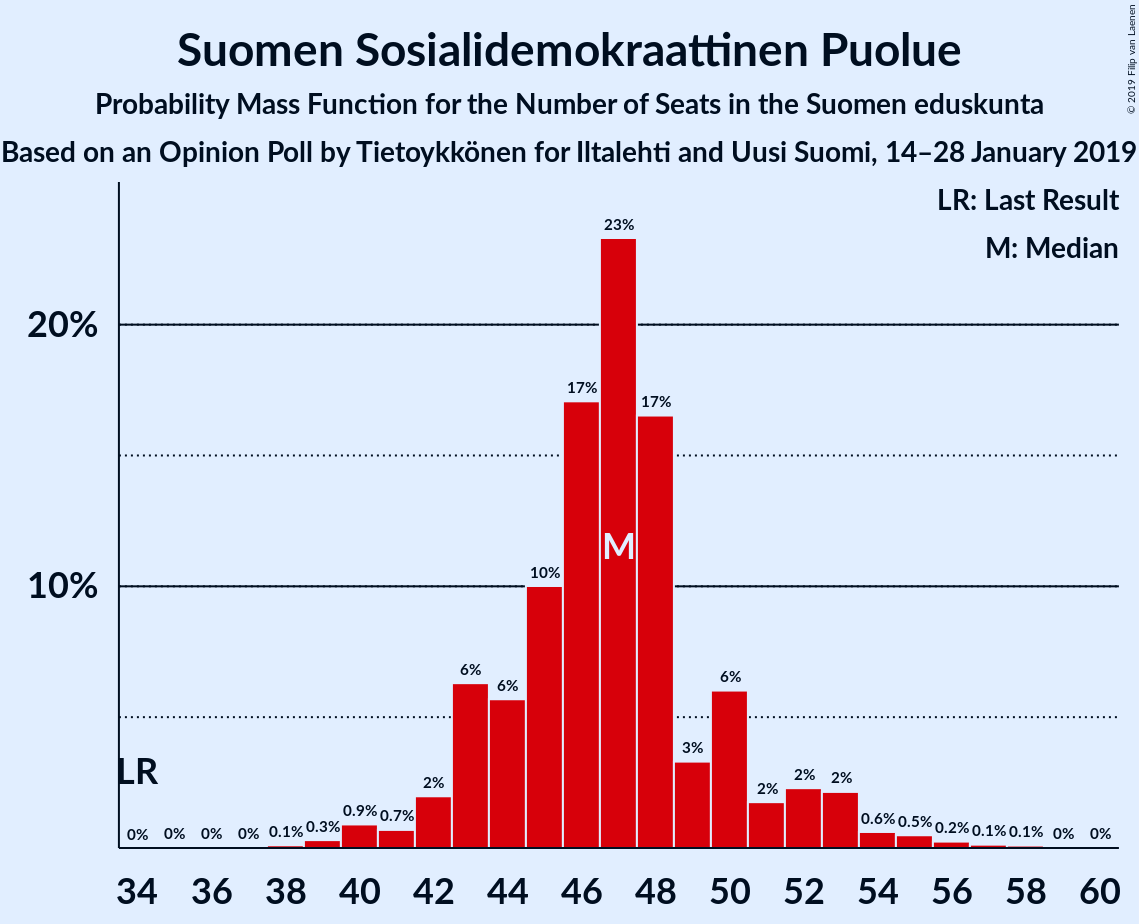 Suomen Sosialidemokraattinen Puolue
Probability Mass Function for the Number of Seats in the Suomen eduskunta
Based on an Opinion Poll by Tietoykkönen for Iltalehti and Uusi Suomi, 14–28 January 2019
© 2019 Filip van Laenen
LR: Last Result
M: Median
20%
10%
0% 0% 0% 0% 0.1% 0.3% 0.9% 0.7% 2% 6% 6% 10% 17% 23% 17% 3% 6% 2% 2% 2% 0.6% 0.5% 0.2% 0.1% 0.1% 0% 0%
M
LR
34 36 38 40 42 44 46 48 50 52 54 56 58 60